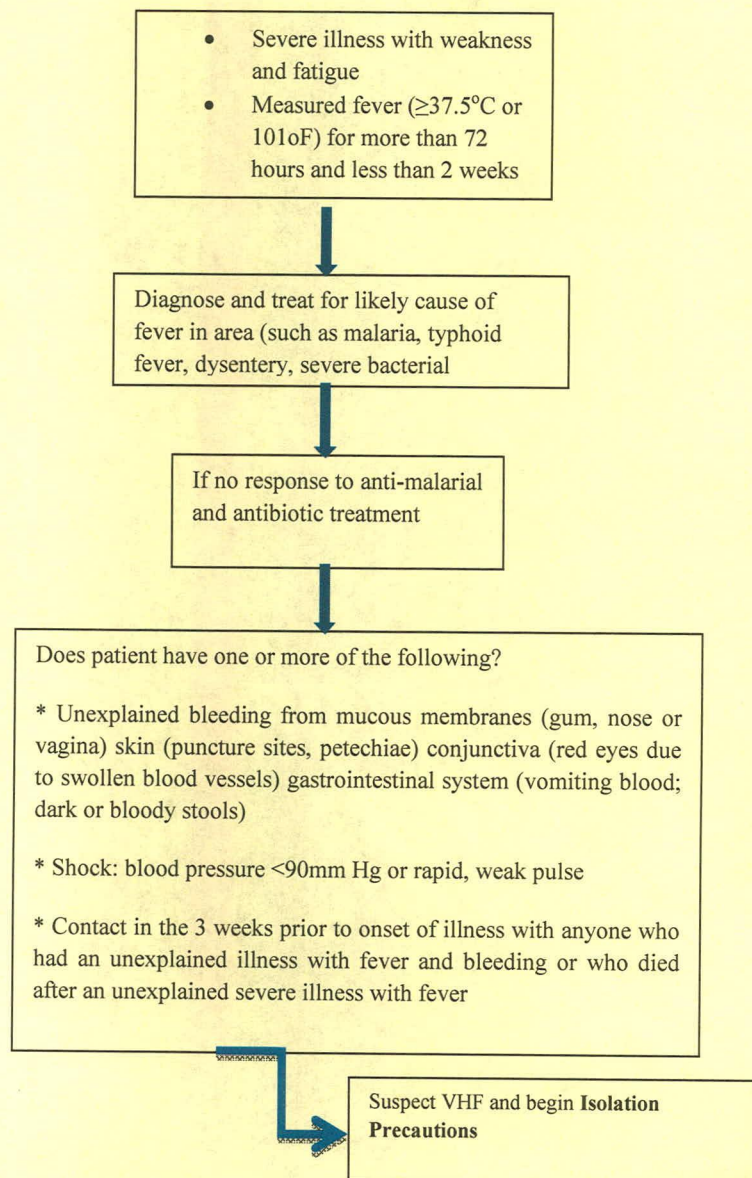 • Severe illness with weakness
and fatigue
• Measured fever (≥37.5°C or
101oF) for more than 72
hours and less than 2 weeks
Diagnose and treat for likely cause of
fever in area (such as malaria, typhoid
fever, dysentery, severe bacterial
If no response to anti-malarial
and antibiotic treatment
Does patient have one or more of the following?
* Unexplained bleeding from mucous membranes (gum, nose or
vagina) skin (puncture sites, petechiae) conjunctiva (red eyes due
to swollen blood vessels) gastrointestinal system (vomiting blood;
dark or bloody stools)
* Shock: blood pressure <90mm Hg or rapid, weak pulse
* Contact in the 3 weeks prior to onset of illness with anyone who
had an unexplained illness with fever and bleeding or who died
after an unexplained severe illness with fever
Suspect VHF and begin Isolation
Precautions